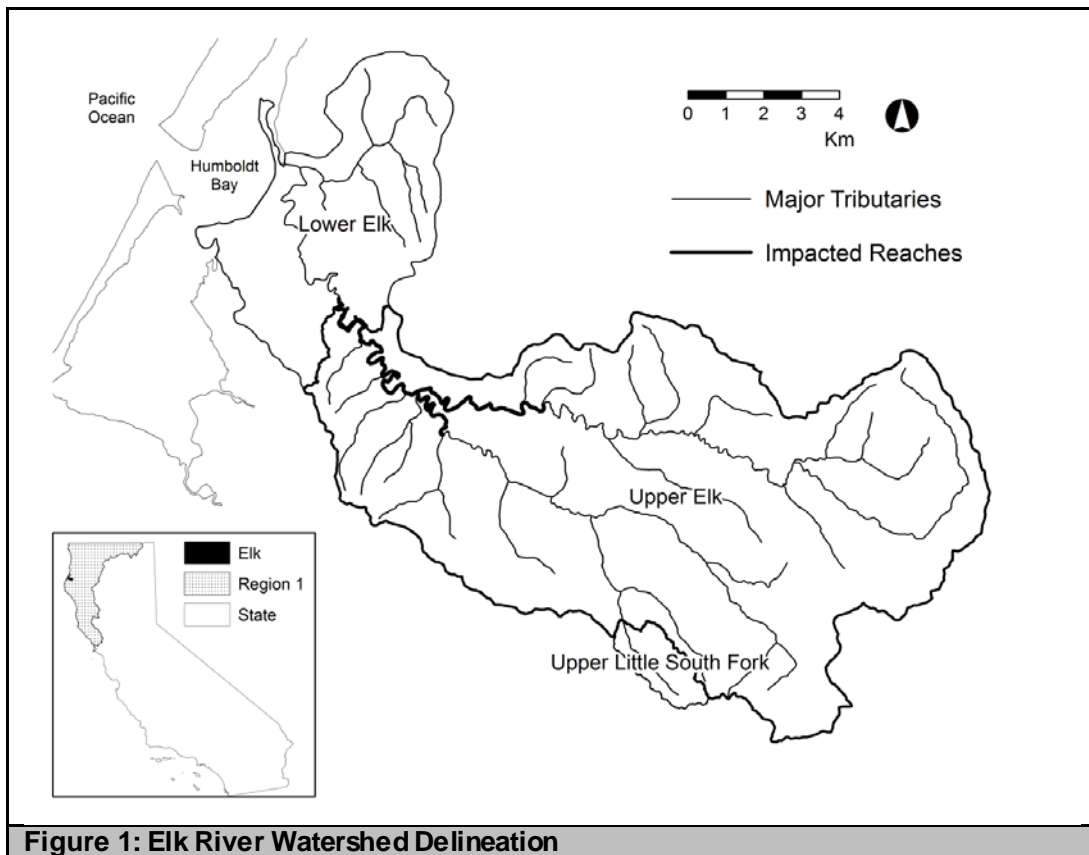 Pacific
Ocean
Humboldt
Bay
Lower Elk
0 1 2 3 4
Km
Major Tributaries
Impacted Reaches
Upper Elk
Upper Little South Fork
Elk
Region 1
State
Figure 1: Elk River Watershed Delineation